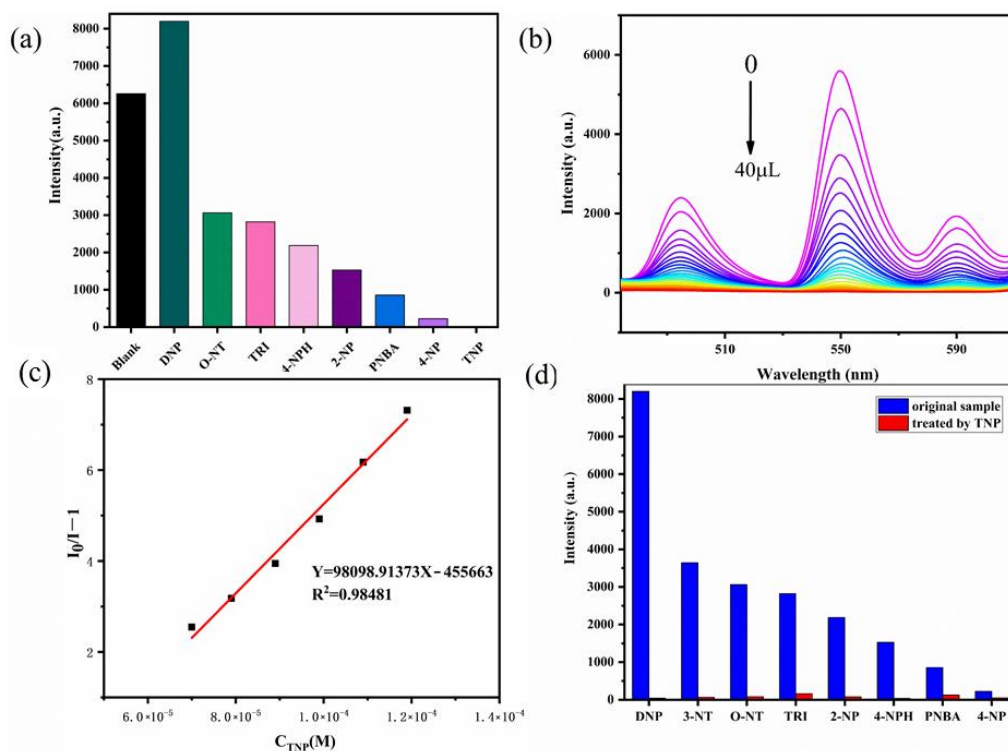 (a)
8000
7000
6000
5000
4000
3000
2000
1000
0
Intensity(a.u.)
Blank
DNP
O-NT
TRI
4-NPH
2-NP
PNBA
4-NP
TNP
(b)
6000
4000
2000
0
Intensity (a.u.)
0
40μL
510
550
590
Wavelength (nm)
(c)
8
6
4
2
I0/I−1
Y=98098.91373X−455663
R²=0.98481
6.0×10⁻⁵
8.0×10⁻⁵
1.0×10⁻⁴
1.2×10⁻⁴
1.4×10⁻⁴
CTNP(M)
(d)
original sample
treated by TNP
8000
7000
6000
5000
4000
3000
2000
1000
0
Intensity (a.u.)
DNP
3-NT
O-NT
TRI
2-NP
4-NPH
PNBA
4-NP